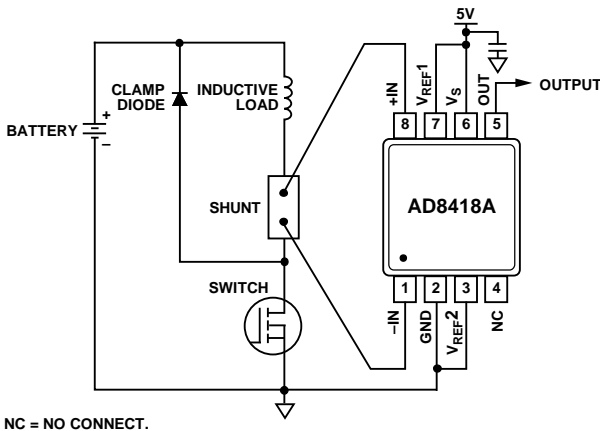 5V
CLAMP
DIODE
INDUCTIVE
LOAD
BATTERY
+
–
+IN
VREF1
VS
OUT
OUTPUT
8
7
6
5
SHUNT
AD8418A
SWITCH
1
2
3
4
–IN
GND
VREF2
NC
NC = NO CONNECT.